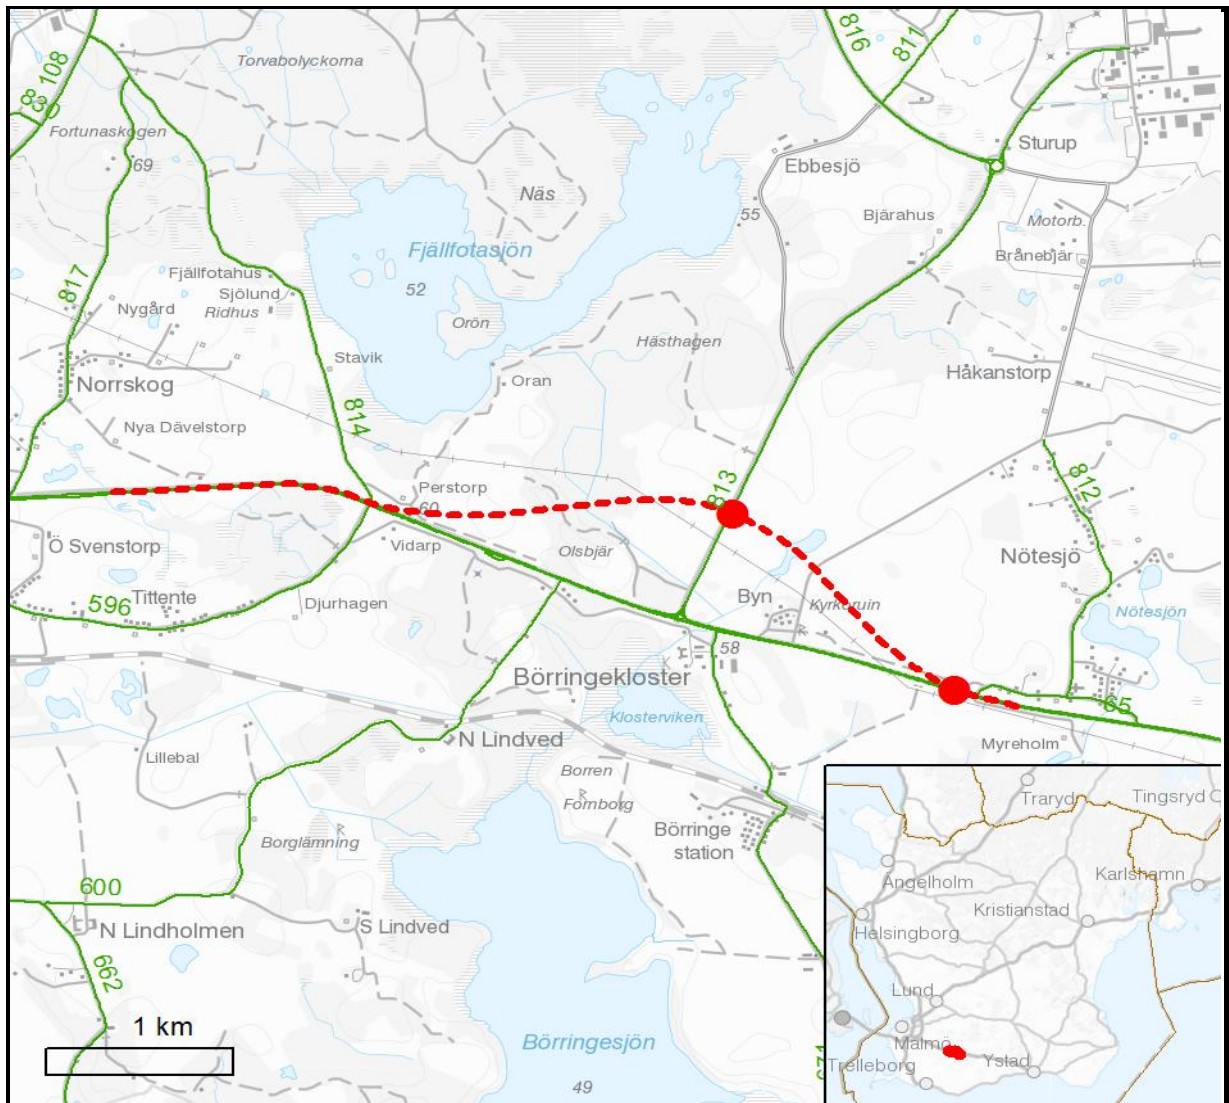 816
811
108
Torvabolyckorna
Fortunaskogen
69
Sturup
Ebbesjö
Näs
55
Bjärahus
Motorb.
Brånebjär
Fjällfotasjön
817
Fjällfotahus
Sjölund
Ridhus
52
Nygård
Orön
Hästhagen
Stavik
Norrskog
Oran
Håkanstorp
814
Nya Dävelstorp
813
812
Perstorp
60
Ö Svenstorp
Vidarp
Olsbjär
Nötesjö
596
Tittente
Djurhagen
Byn
Kyrkoruin
Nötesjön
58
Börringekloster
Klosterviken
65
N Lindved
Myreholm
Lillebal
Borren
Fornborg
Traryd
Tingsryd
Börringe
station
Borglämning
Ängelholm
Karlshamn
600
Kristianstad
N Lindholmen
S Lindved
Helsingborg
662
Lund
1 km
Börringesjön
Malmö
Ystad
Trelleborg
671
49